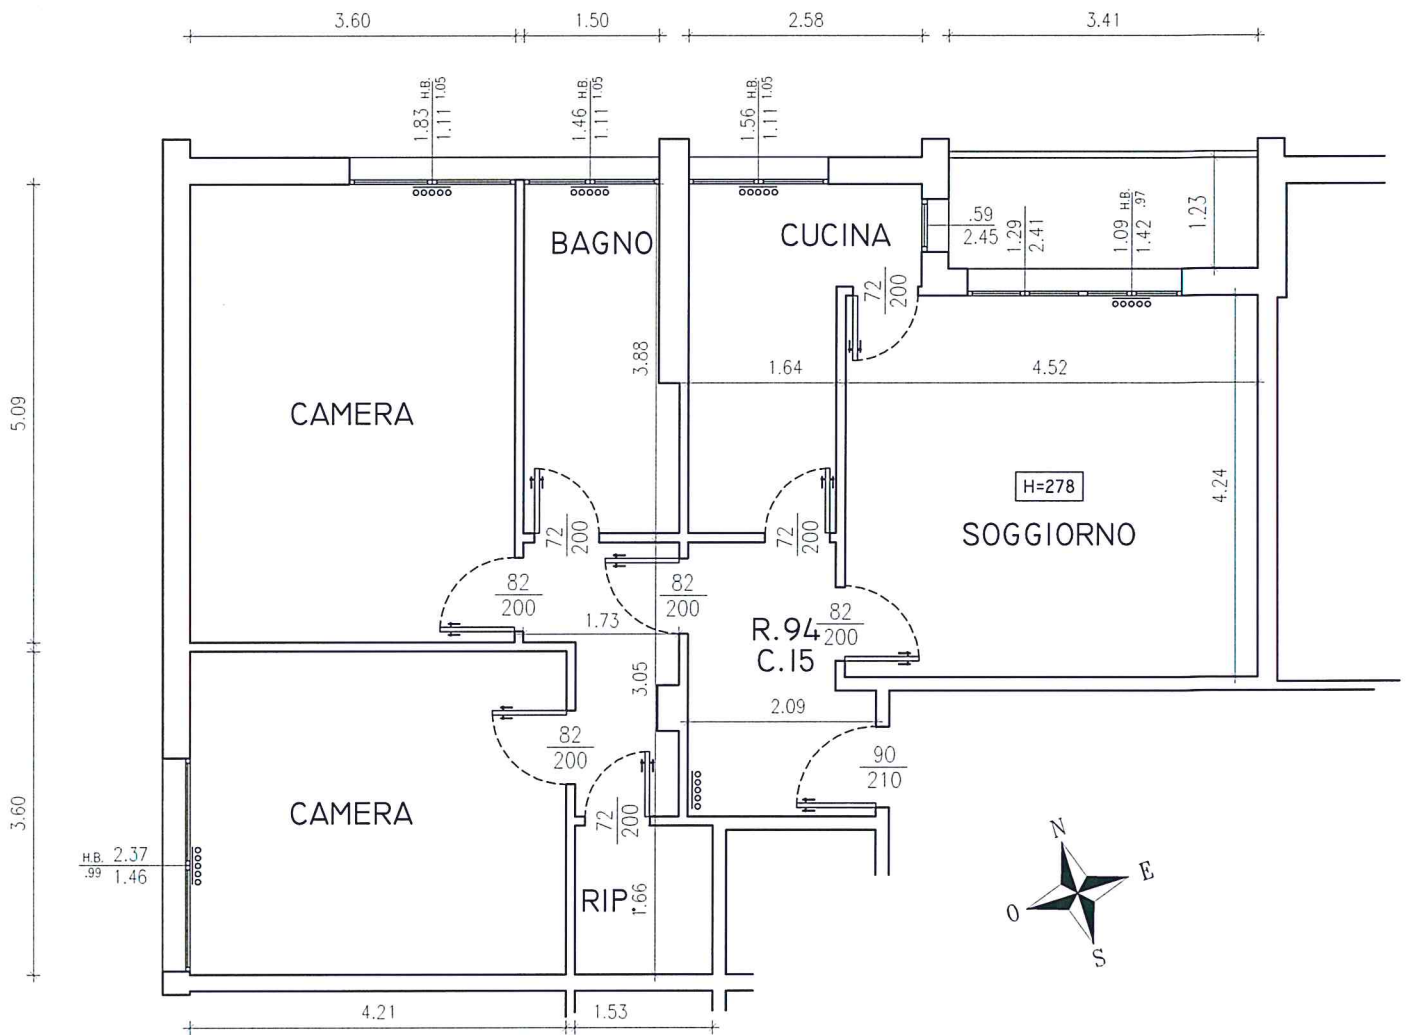 3.60 1.50 2.58 3.41
1.83 H.B. 1.05
1.11
1.46 H.B. 1.05
1.11
1.56 H.B. 1.05
1.11
.59
2.45
1.29
2.41
1.09 H.B. .97
1.42
1.23
BAGNO
CUCINA
72
200
3.88
1.64
4.52
5.09
CAMERA
H=278
4.24
SOGGIORNO
72
200
72
200
82
200
82
200
82
200
1.73
R.94
C.15
3.05
2.09
82
200
90
210
3.60
CAMERA
72
200
H.B. 2.37
.99 1.46
RIP.
1.66
N
E
O
S
4.21 1.53